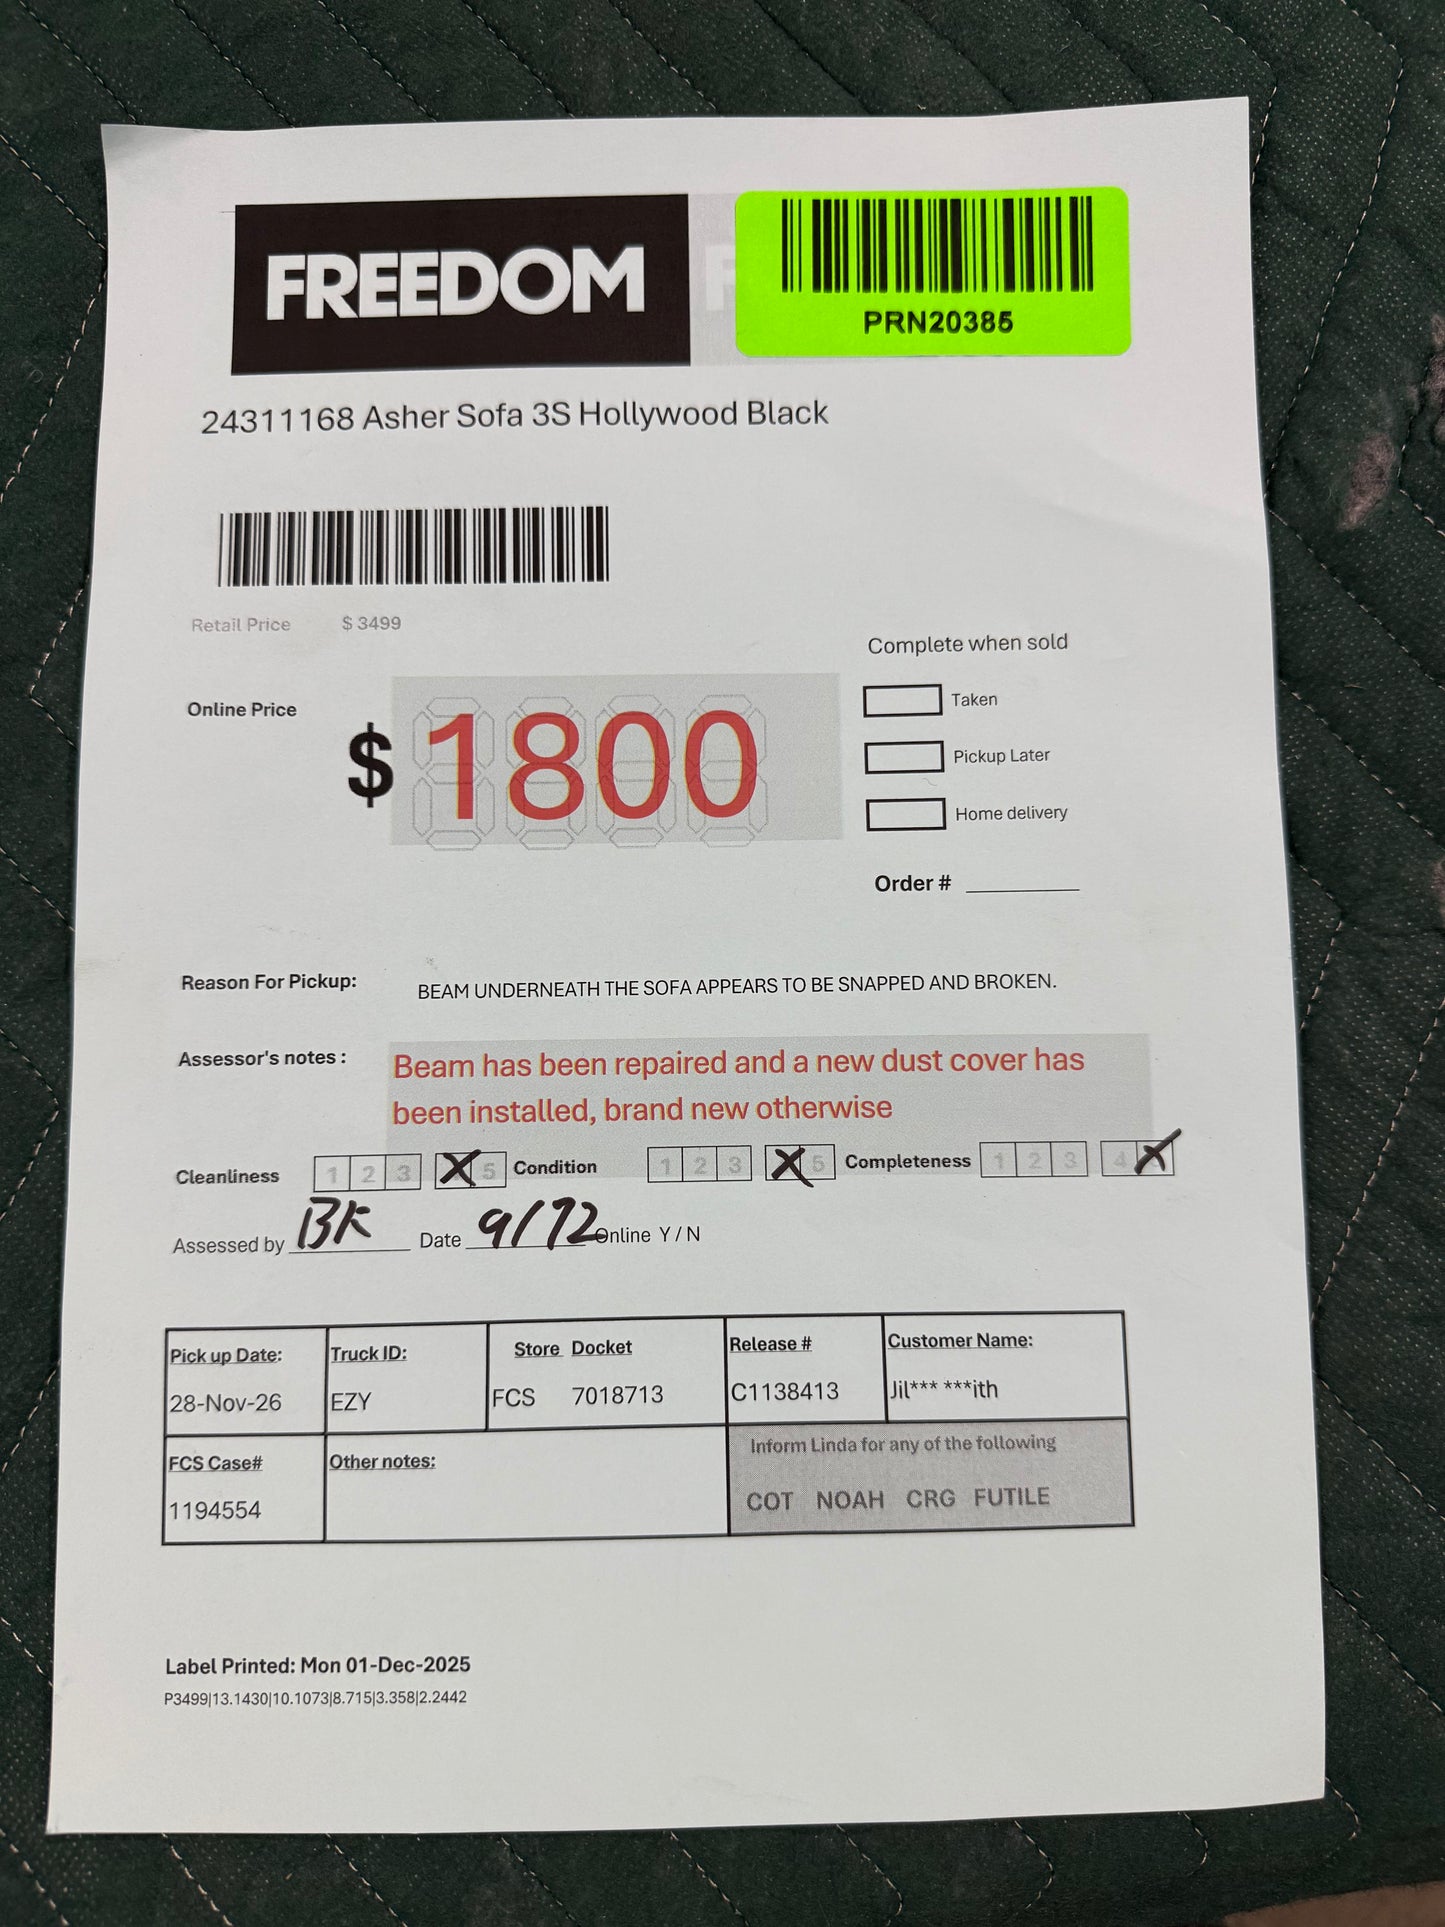 FREEDOM
PRN20385
24311168 Asher Sofa 3S Hollywood Black
Retail Price $ 3499
Complete when sold
Online Price $ 1800
Taken
Pickup Later
Home delivery
Order #
Reason For Pickup: BEAM UNDERNEATH THE SOFA APPEARS TO BE SNAPPED AND BROKEN.
Assessor's notes : Beam has been repaired and a new dust cover has
been installed, brand new otherwise
Cleanliness 1 2 3 X 5 Condition 1 2 3 X 5 Completeness 1 2 3 4 X
Assessed by BK Date 9/12 Online Y / N
Pick up Date: Truck ID: Store Docket Release # Customer Name:
28-Nov-26 EZY FCS 7018713 C1138413 Jil*** ***ith
FCS Case# Other notes: Inform Linda for any of the following
1194554 COT NOAH CRG FUTILE
Label Printed: Mon 01-Dec-2025
P3499|13.1430|10.1073|8.715|3.358|2.2442